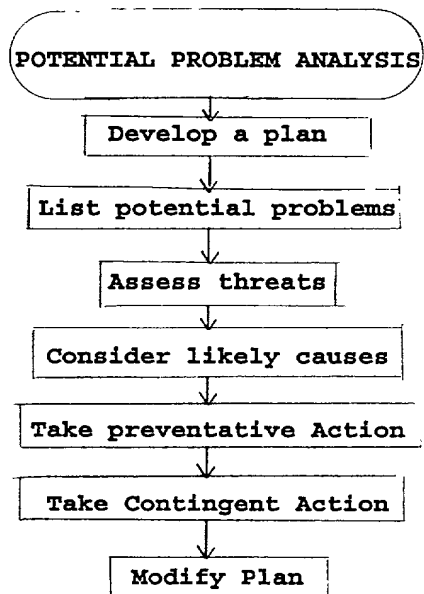 POTENTIAL PROBLEM ANALYSIS
Develop a plan
List potential problems
Assess threats
Consider likely causes
Take preventative Action
Take Contingent Action
Modify Plan